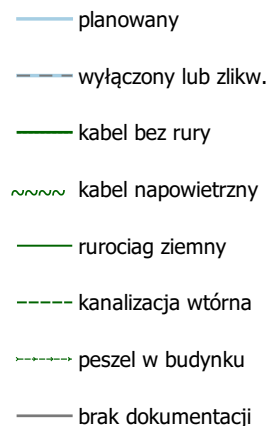 planowany
wyłączony lub zlikw.
kabel bez rury
kabel napowietrzny
rurociag ziemny
kanalizacja wtórna
peszel w budynku
brak dokumentacji